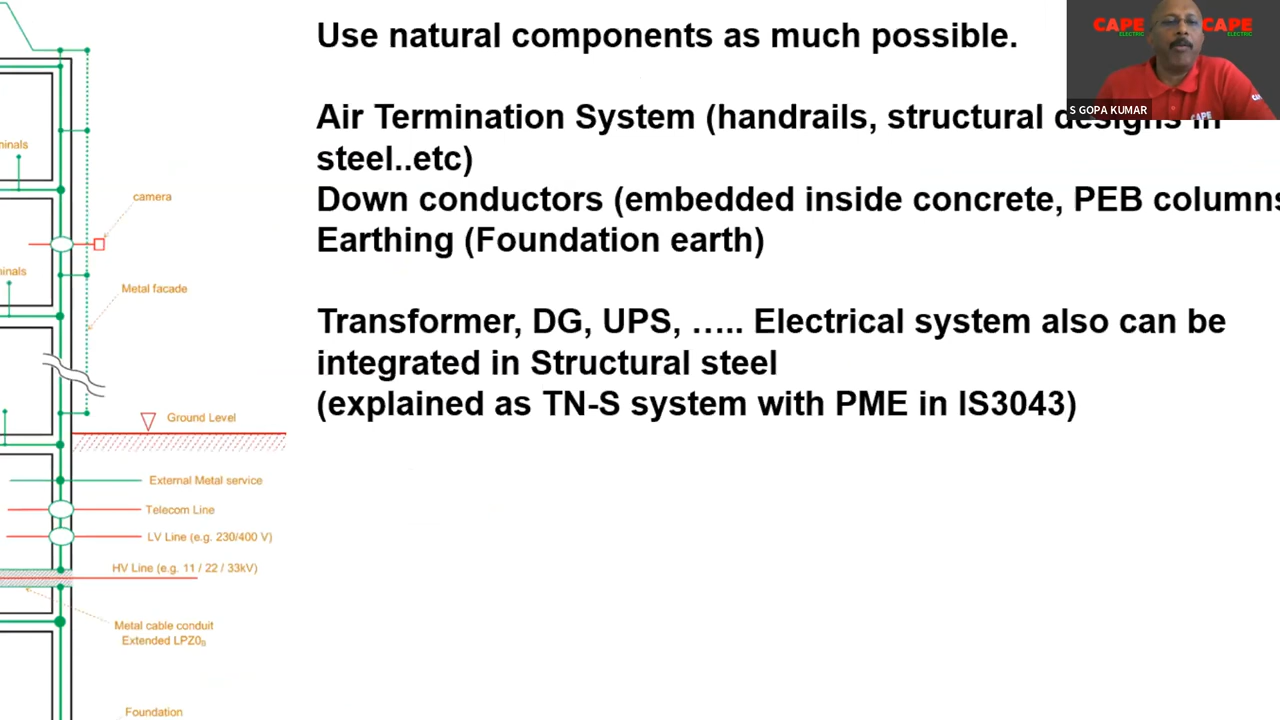 Use natural components as much possible.
CAPE
ELECTRIC
CAPE
ELECTRIC
S GOPA KUMAR
CAPE
Air Termination System (handrails, structural designs in
steel..etc)
Down conductors (embedded inside concrete, PEB columns
Earthing (Foundation earth)
Transformer, DG, UPS, ….. Electrical system also can be
integrated in Structural steel
(explained as TN-S system with PME in IS3043)
minals
camera
minals
Metal facade
Ground Level
External Metal service
Telecom Line
LV Line (e.g. 230/400 V)
HV Line (e.g. 11 / 22 / 33kV)
Metal cable conduit
Extended LPZ0B
Foundation